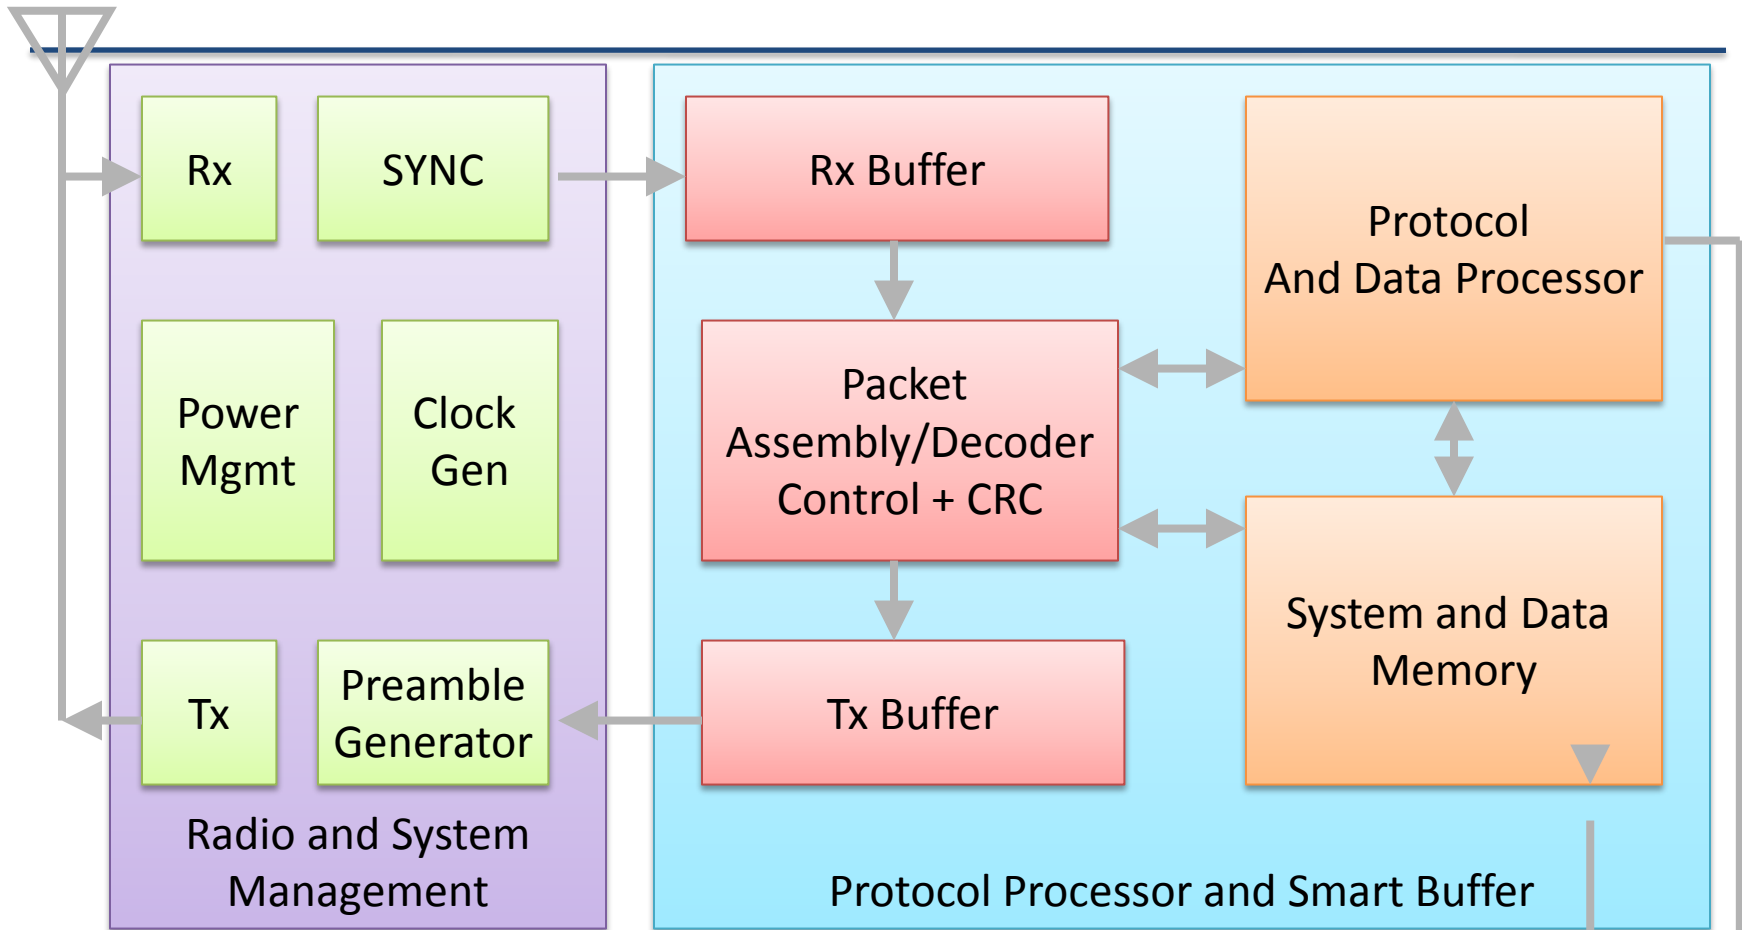 Rx
SYNC
Rx Buffer
Protocol
And Data Processor
Power
Mgmt
Clock
Gen
Packet
Assembly/Decoder
Control + CRC
System and Data
Memory
Tx
Preamble
Generator
Tx Buffer
Radio and System
Management
Protocol Processor and Smart Buffer